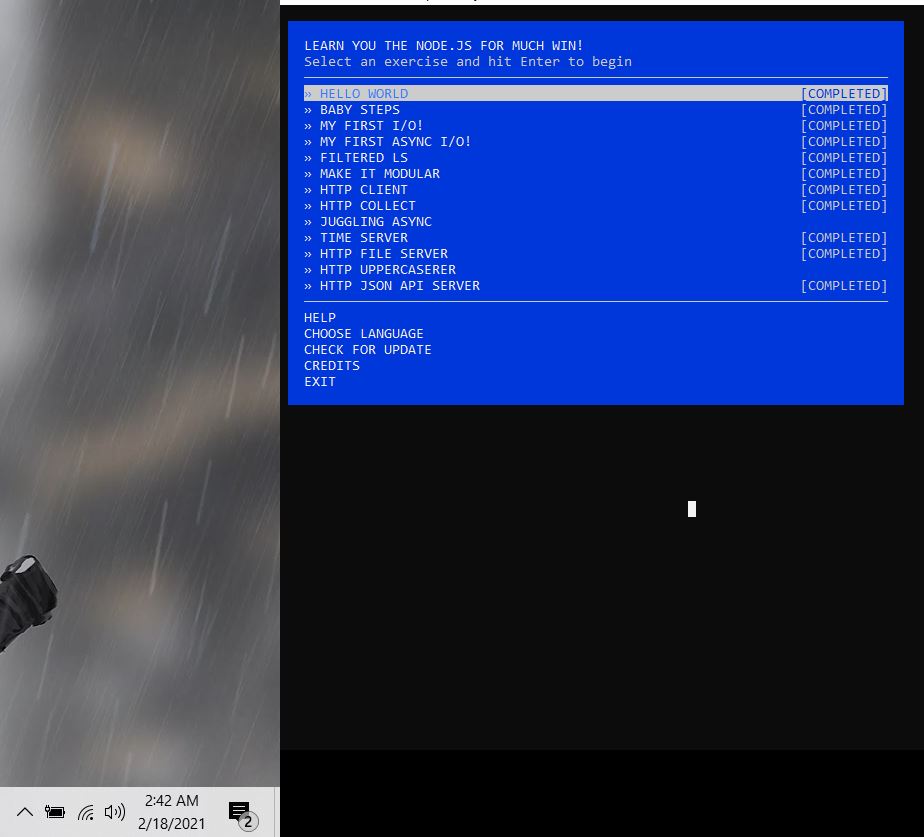 LEARN YOU THE NODE.JS FOR MUCH WIN!
Select an exercise and hit Enter to begin
» HELLO WORLD [COMPLETED]
» BABY STEPS [COMPLETED]
» MY FIRST I/O! [COMPLETED]
» MY FIRST ASYNC I/O! [COMPLETED]
» FILTERED LS [COMPLETED]
» MAKE IT MODULAR [COMPLETED]
» HTTP CLIENT [COMPLETED]
» HTTP COLLECT [COMPLETED]
» JUGGLING ASYNC
» TIME SERVER [COMPLETED]
» HTTP FILE SERVER [COMPLETED]
» HTTP UPPERCASERER
» HTTP JSON API SERVER [COMPLETED]
HELP
CHOOSE LANGUAGE
CHECK FOR UPDATE
CREDITS
EXIT
2:42 AM
2/18/2021
2